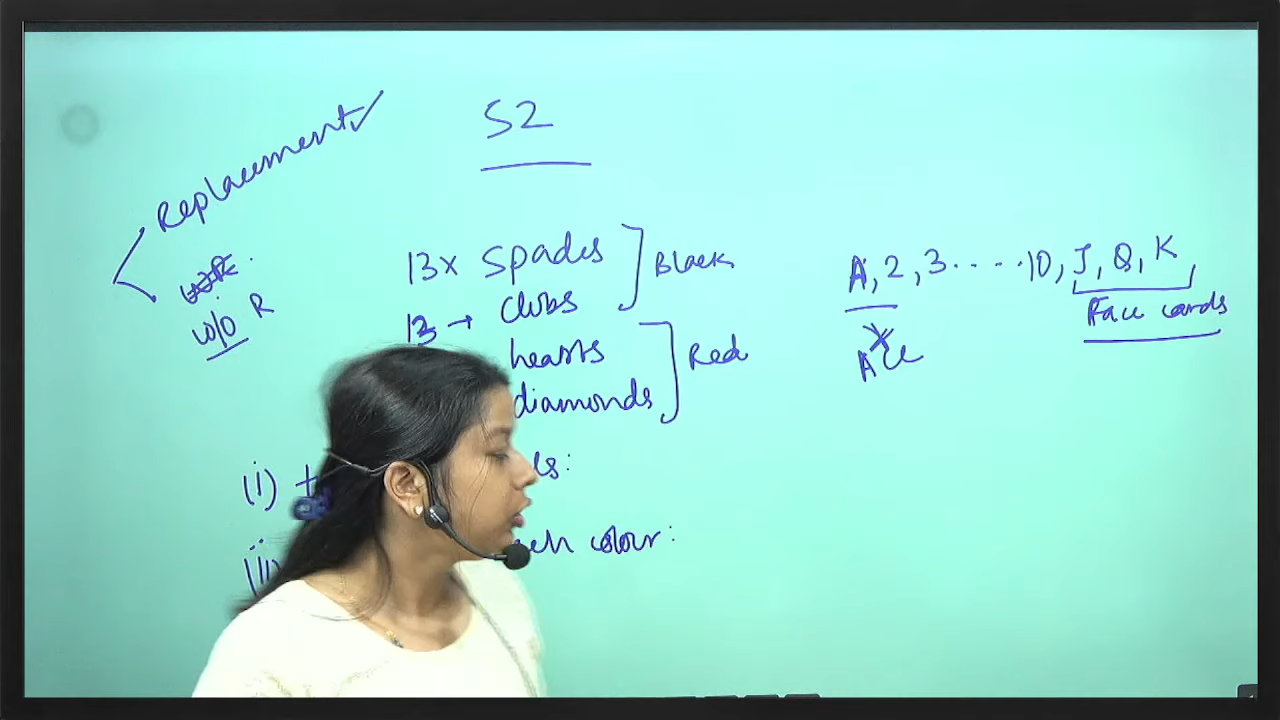 52
Replacement
w/o R
13x Spades
13 → clubs
Black
hearts
diamonds
Red
A, 2, 3 ..... 10, J, Q, K,
Face cards
Ace
(i)
(ii)
colour: